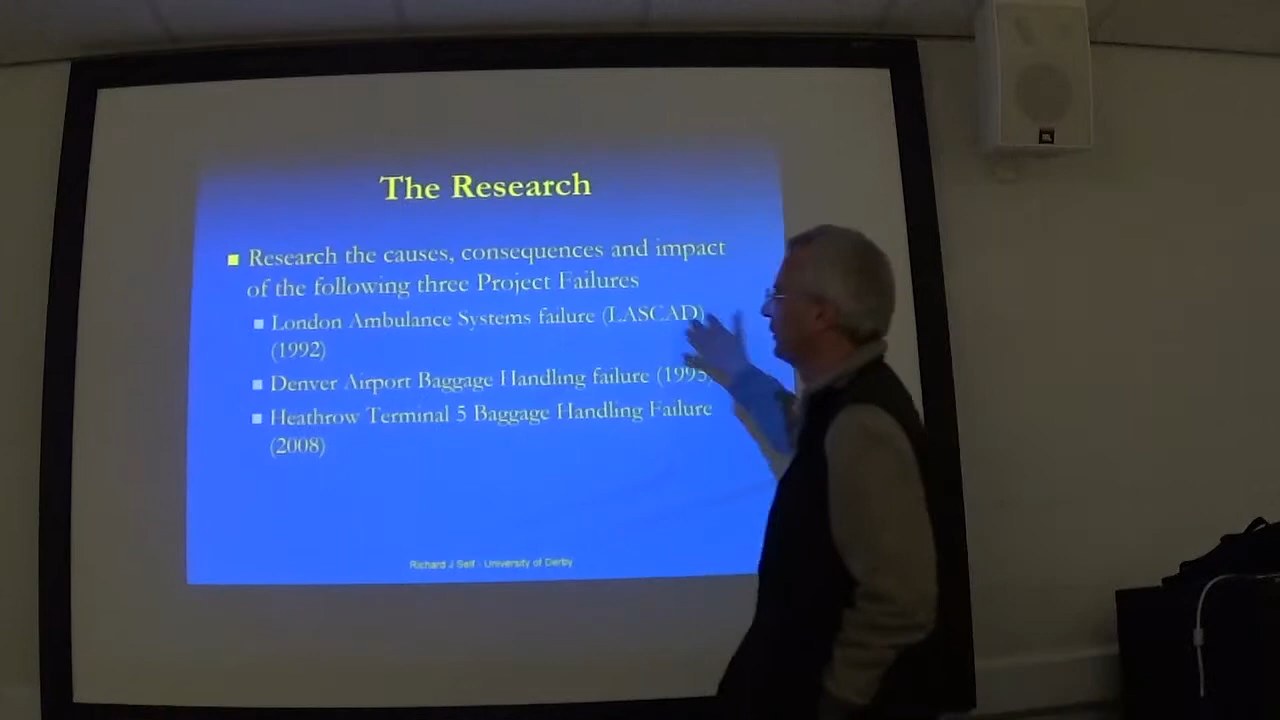 The Research
Research the causes, consequences and impact
of the following three Project Failures
London Ambulance Systems failure (LASCAD)
(1992)
Denver Airport Baggage Handling failure (1995)
Heathrow Terminal 5 Baggage Handling Failure
(2008)
Richard J Self - University of Derby
JBL